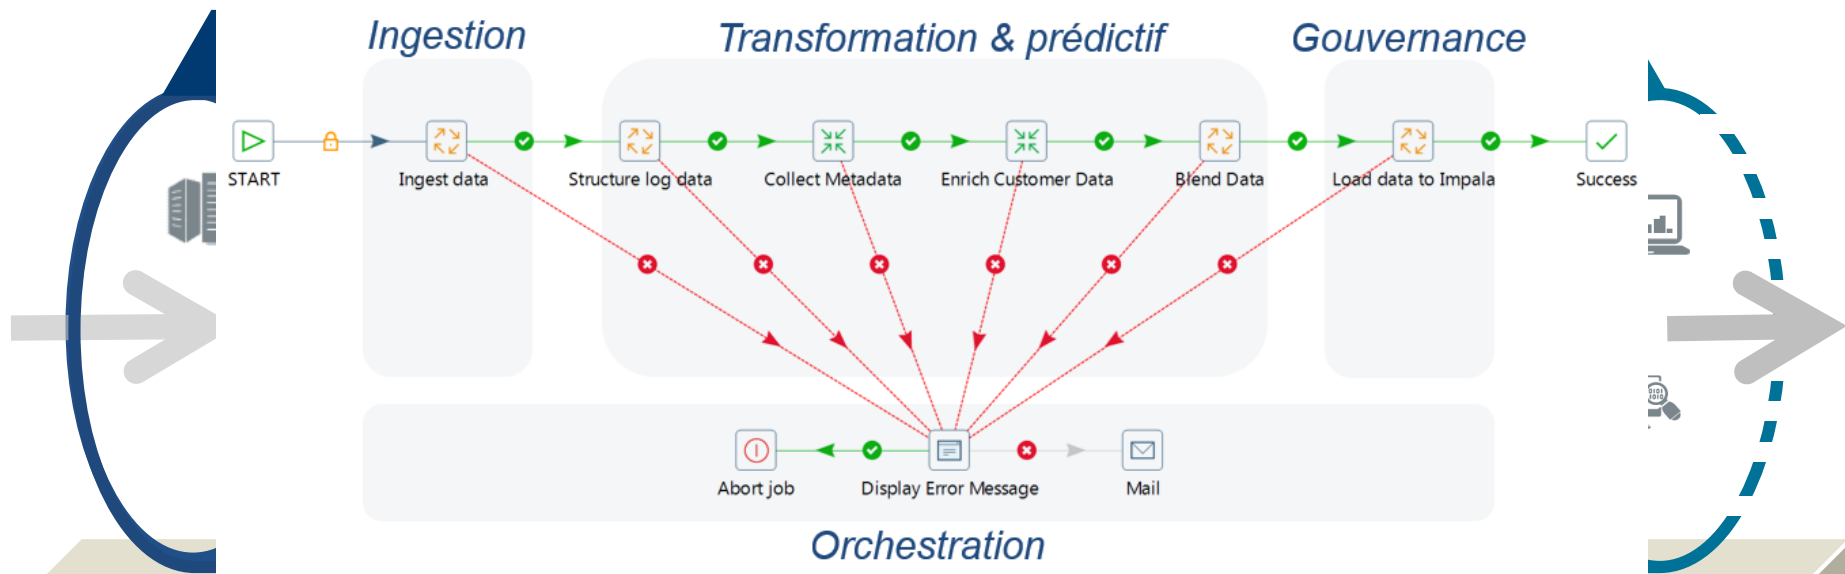 Ingestion
Transformation & prédictif
Gouvernance
START
Ingest data
Structure log data
Collect Metadata
Enrich Customer Data
Blend Data
Load data to Impala
Success
Abort job
Display Error Message
Mail
Orchestration